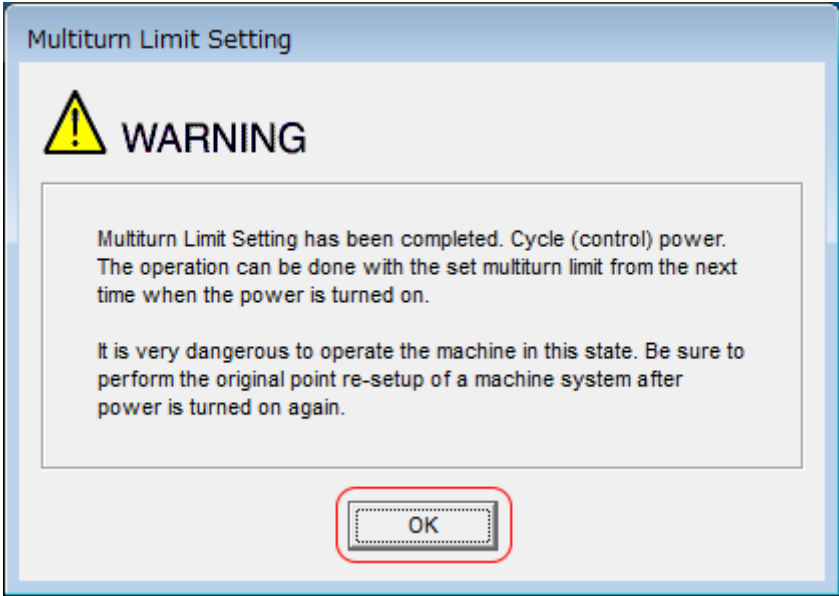 Multiturn Limit Setting
WARNING
Multiturn Limit Setting has been completed. Cycle (control) power.
The operation can be done with the set multiturn limit from the next
time when the power is turned on.
It is very dangerous to operate the machine in this state. Be sure to
perform the original point re-setup of a machine system after
power is turned on again.
OK